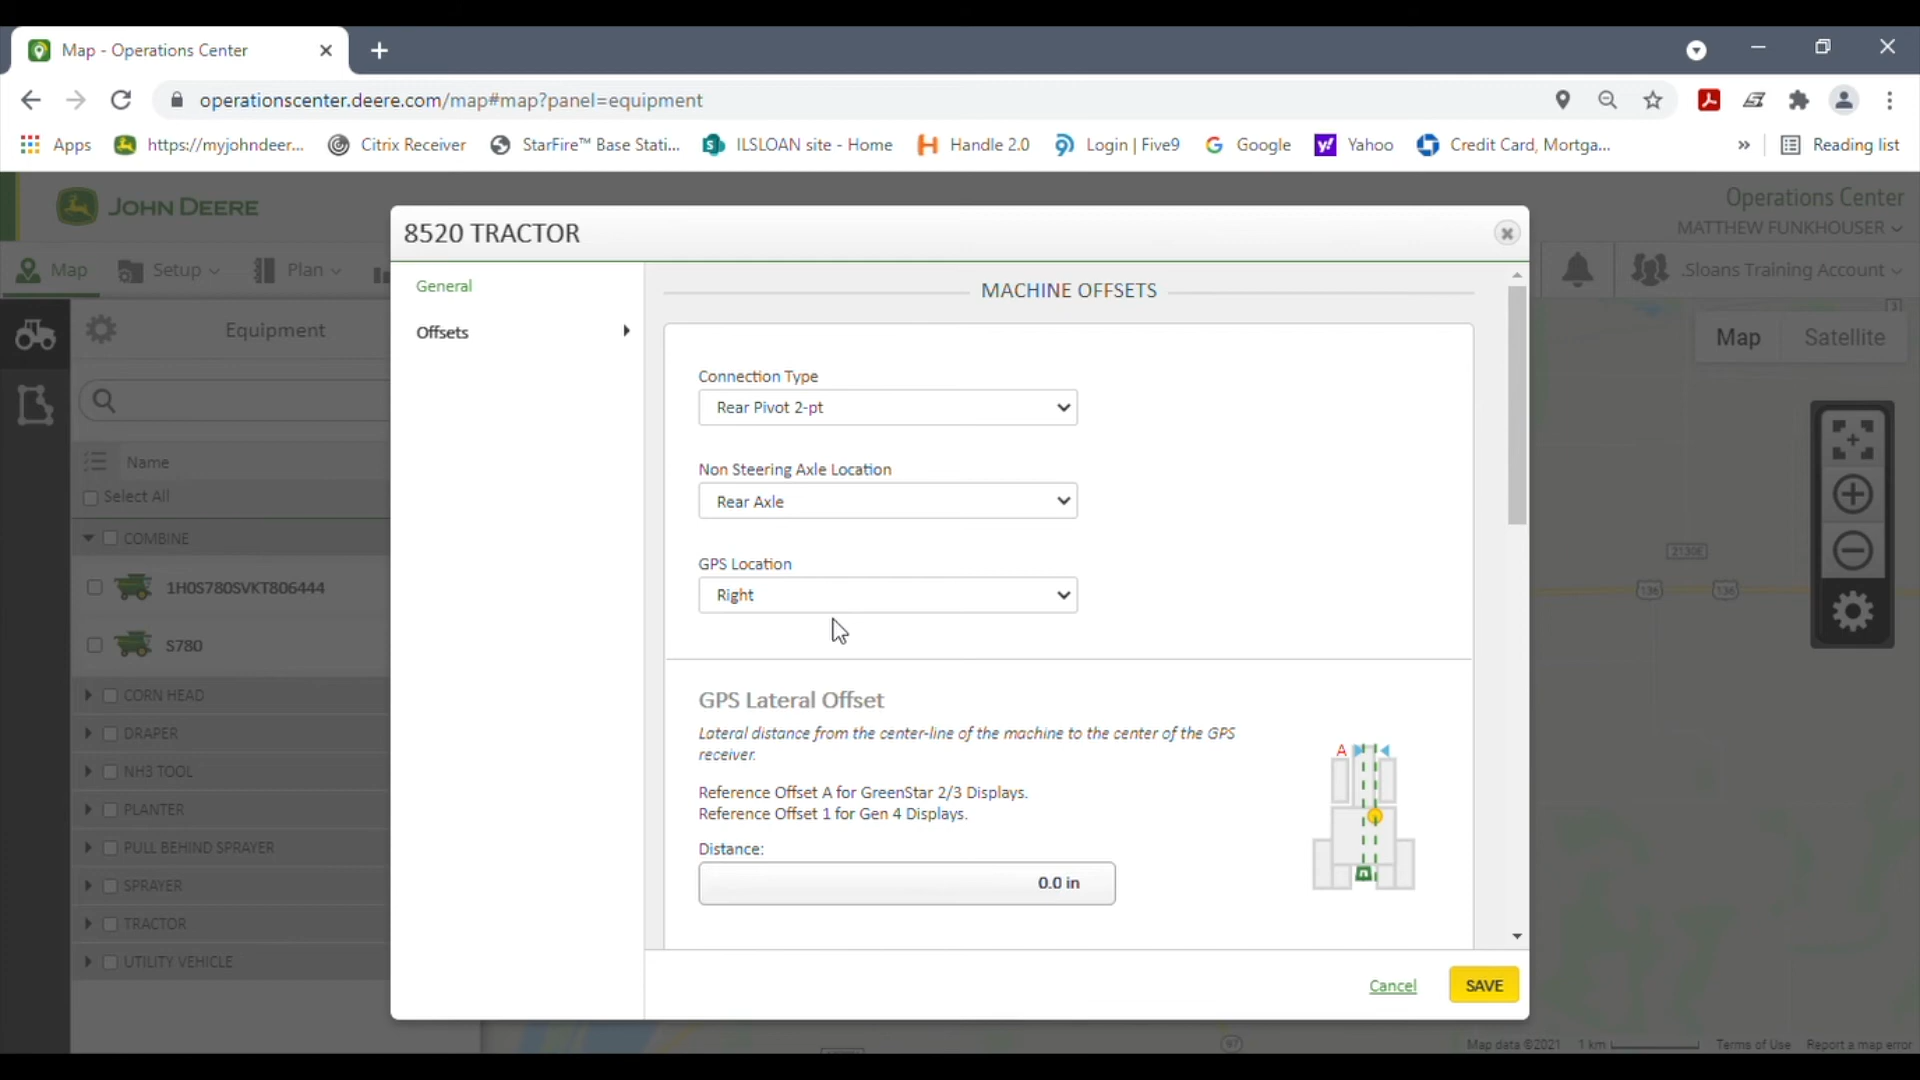 Map - Operations Center
operationscenter.deere.com/map#map?panel=equipment
Apps
https://myjohndeer...
Citrix Receiver
StarFire™ Base Stati...
ILSLOAN site - Home
Handle 2.0
Login | Five9
Google
Yahoo
Credit Card, Mortga...
»
Reading list
JOHN DEERE
Operations Center
MATTHEW FUNKHOUSER
Map
Setup
Plan
.Sloans Training Account
Equipment
Name
Select All
COMBINE
1H0S780SVKT806444
S780
CORN HEAD
DRAPER
NH3 TOOL
PLANTER
PULL BEHIND SPRAYER
SPRAYER
TRACTOR
UTILITY VEHICLE
8520 TRACTOR
General
Offsets
MACHINE OFFSETS
Connection Type
Rear Pivot 2-pt
Non Steering Axle Location
Rear Axle
GPS Location
Right
GPS Lateral Offset
Lateral distance from the center-line of the machine to the center of the GPS
receiver.
Reference Offset A for GreenStar 2/3 Displays.
Reference Offset 1 for Gen 4 Displays.
Distance:
0.0 in
A
Cancel
SAVE
3
Map
Satellite
2130E
136
136
97
Map data ©2021
1 km
Terms of Use
Report a map error